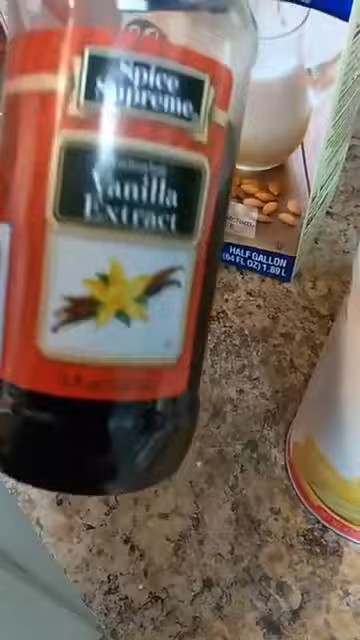 Spice
Supreme
Vanilla
Extract
HALF GALLON
(64 FL OZ) 1.89 L